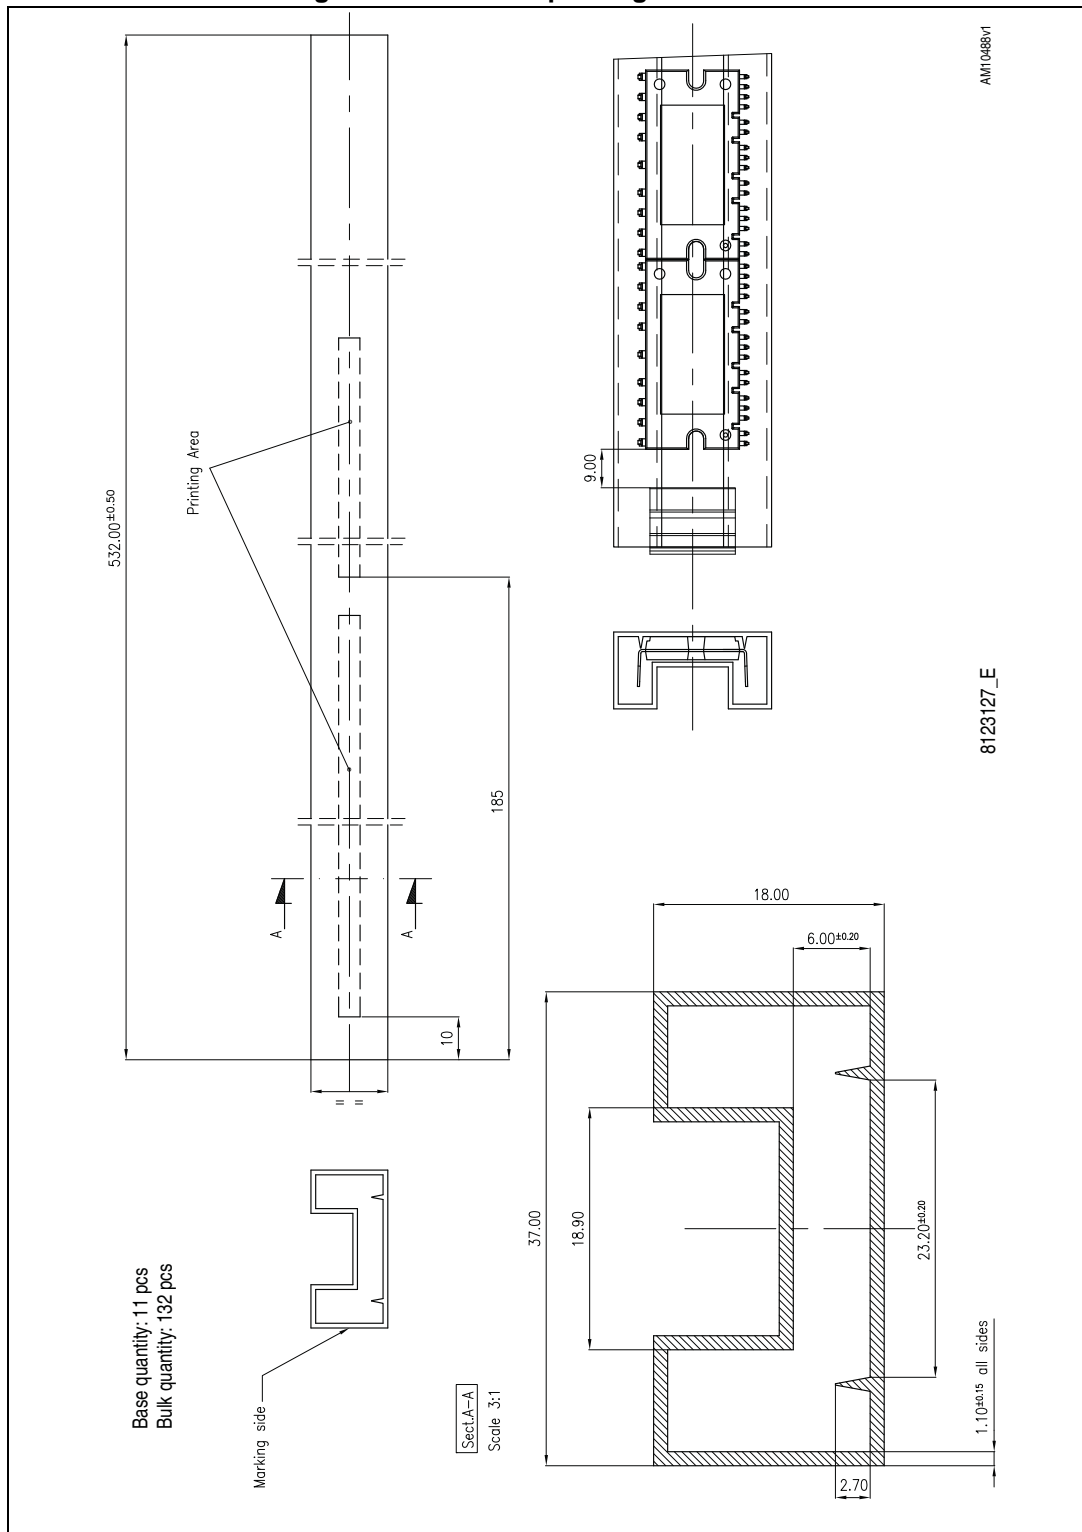 AM10488v1
532.00±0.50
Printing Area
9.00
185
8123127_E
A
A
10
= =
18.00
6.00±0.20
37.00
18.90
23.20±0.20
1.10±0.15 all sides
2.70
Base quantity: 11 pcs
Bulk quantity: 132 pcs
Marking side
Sect.A-A
Scale 3:1